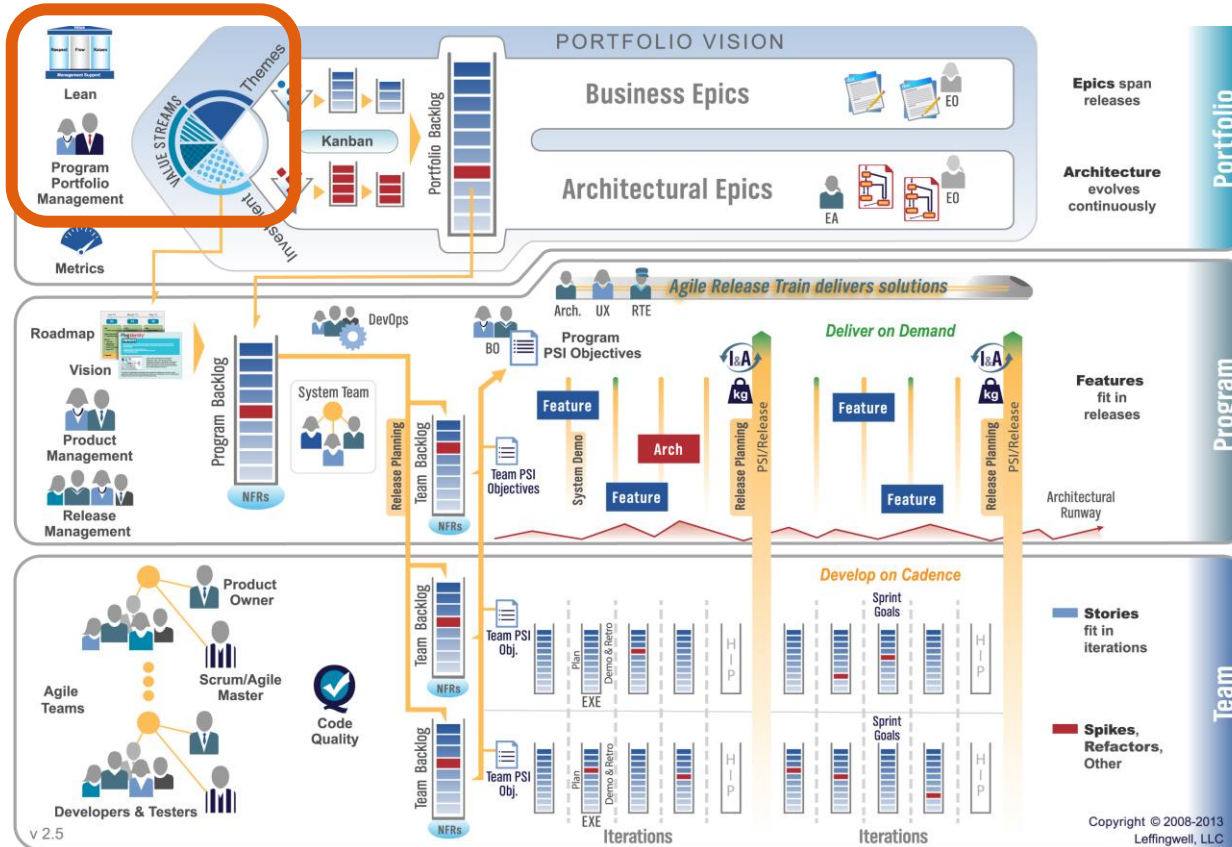 Respect
Flow
Kaizen
Management Support
Lean
Program
Portfolio
Management
Metrics
VALUE STREAMS
Themes
Investment
Kanban
Portfolio Backlog
PORTFOLIO VISION
Business Epics
EO
Architectural Epics
EA
EO
Epics span
releases
Architecture
evolves
continuously
Portfolio
Roadmap
Vision
Product
Management
Release
Management
Program Backlog
NFRs
DevOps
System Team
Release Planning
Team Backlog
NFRs
BO
Program
PSI Objectives
Team PSI
Objectives
Arch.
UX
RTE
Agile Release Train delivers solutions
Deliver on Demand
Feature
System Demo
Feature
Arch
I&A
kg
Release Planning
PSI/Release
Feature
Feature
I&A
kg
Release Planning
PSI/Release
Features
fit in
releases
Architectural
Runway
Program
Product
Owner
Scrum/Agile
Master
Agile
Teams
Developers & Testers
Code
Quality
Team Backlog
NFRs
Team PSI
Obj.
Team Backlog
NFRs
Team PSI
Obj.
Develop on Cadence
Plan
EXE
Demo & Retro
H I P
Sprint
Goals
H I P
Plan
EXE
Demo & Retro
H I P
Sprint
Goals
H I P
Iterations
Iterations
Stories
fit in
iterations
Spikes,
Refactors,
Other
Team
v 2.5
Copyright © 2008-2013
Leffingwell, LLC